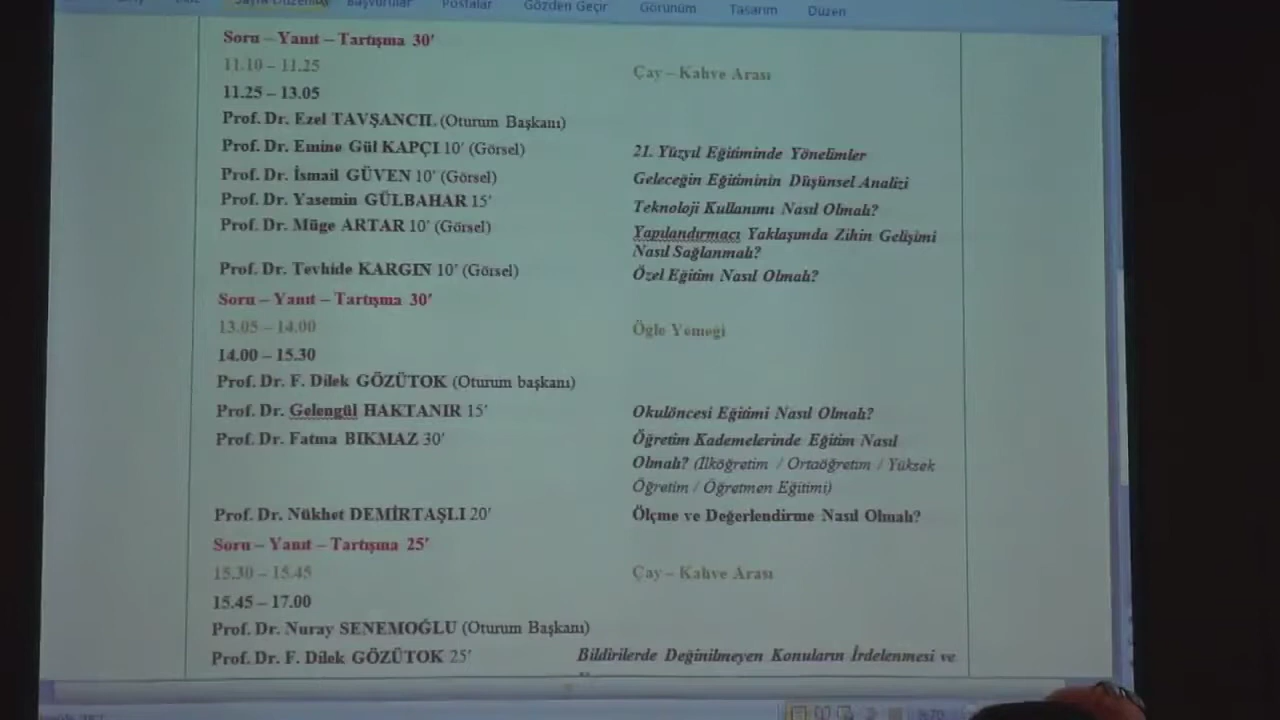 Başvurular Postalar Gözden Geçir Görünüm Tasarım Düzen
Soru – Yanıt – Tartışma 30'
11.10 – 11.25 Çay – Kahve Arası
11.25 – 13.05
Prof. Dr. Ezel TAVŞANCIL (Oturum Başkanı)
Prof. Dr. Emine Gül KAPÇI 10' (Görsel) 21. Yüzyıl Eğitiminde Yönelimler
Prof. Dr. İsmail GÜVEN 10' (Görsel) Geleceğin Eğitiminin Düşünsel Analizi
Prof. Dr. Yasemin GÜLBAHAR 15' Teknoloji Kullanımı Nasıl Olmalı?
Prof. Dr. Müge ARTAR 10' (Görsel) Yapılandırmacı Yaklaşımda Zihin Gelişimi
Nasıl Sağlanmalı?
Prof. Dr. Tevhide KARGIN 10' (Görsel) Özel Eğitim Nasıl Olmalı?
Soru – Yanıt – Tartışma 30'
13.05 – 14.00 Öğle Yemeği
14.00 – 15.30
Prof. Dr. F. Dilek GÖZÜTOK (Oturum başkanı)
Prof. Dr. Gelengül HAKTANIR 15' Okulöncesi Eğitimi Nasıl Olmalı?
Prof. Dr. Fatma BIKMAZ 30' Öğretim Kademelerinde Eğitim Nasıl
Olmalı? (İlköğretim / Ortaöğretim / Yüksek
Öğretim / Öğretmen Eğitimi)
Prof. Dr. Nükhet DEMİRTAŞLI 20' Ölçme ve Değerlendirme Nasıl Olmalı?
Soru – Yanıt – Tartışma 25'
15.30 – 15.45 Çay – Kahve Arası
15.45 – 17.00
Prof. Dr. Nuray SENEMOĞLU (Oturum Başkanı)
Prof. Dr. F. Dilek GÖZÜTOK 25' Bildirilerde Değinilmeyen Konuların İrdelenmesi ve